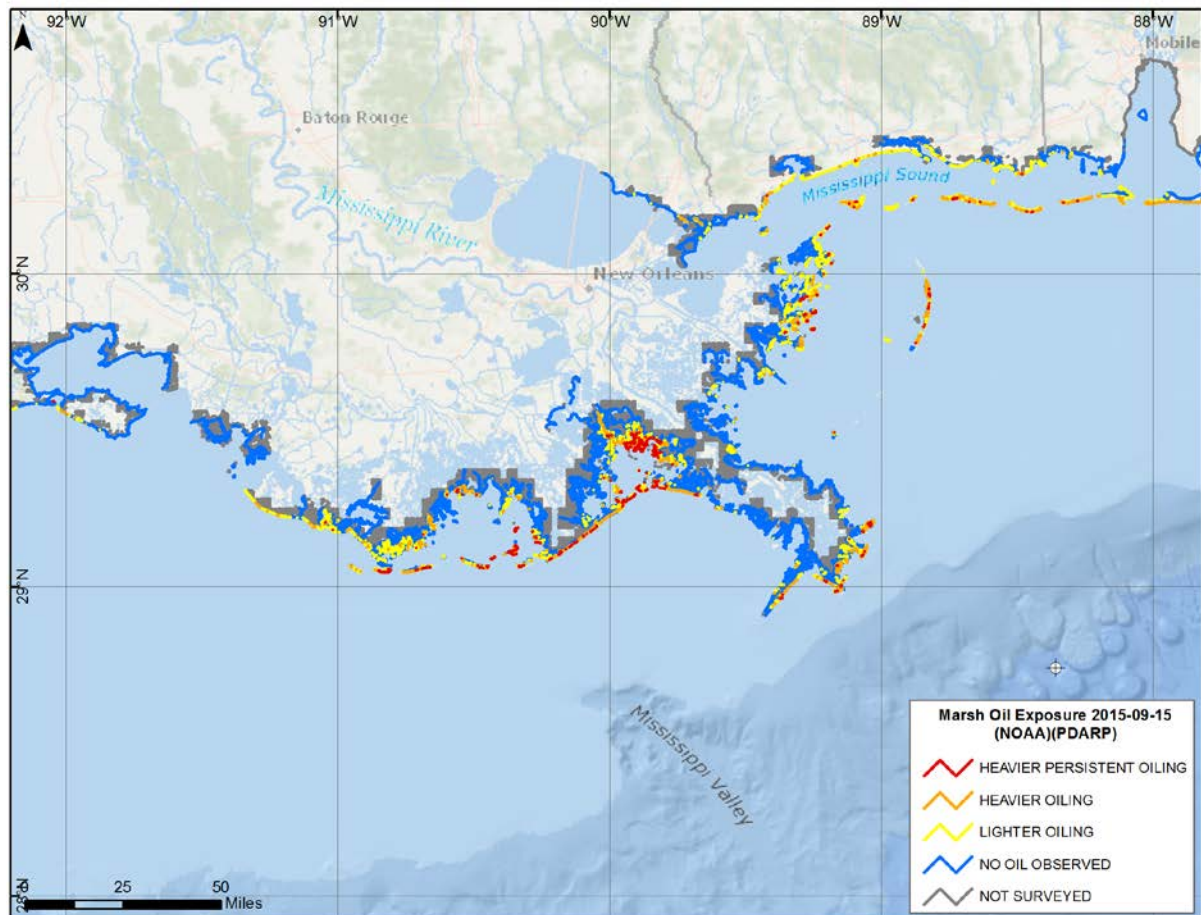 92°W 91°W 90°W 89°W 88°W
N
Mobile
Baton Rouge
Mississippi Sound
Mississippi River
30°N
New Orleans
29°N
Mississippi Valley
Marsh Oil Exposure 2015-09-15
(NOAA)(PDARP)
HEAVIER PERSISTENT OILING
HEAVIER OILING
LIGHTER OILING
NO OIL OBSERVED
NOT SURVEYED
28°N
0 25 50
Miles